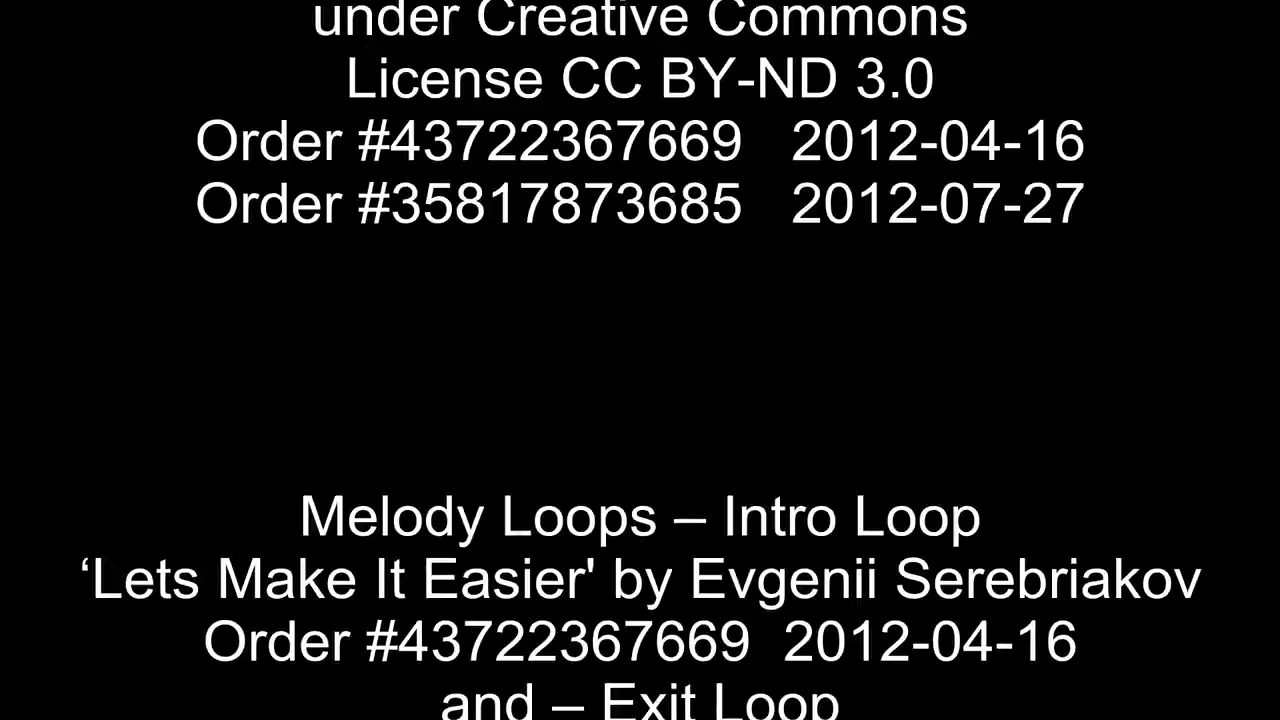 under Creative Commons
License CC BY-ND 3.0
Order #43722367669   2012-04-16
Order #35817873685   2012-07-27
Melody Loops – Intro Loop
‘Lets Make It Easier' by Evgenii Serebriakov
Order #43722367669  2012-04-16
and – Exit Loop